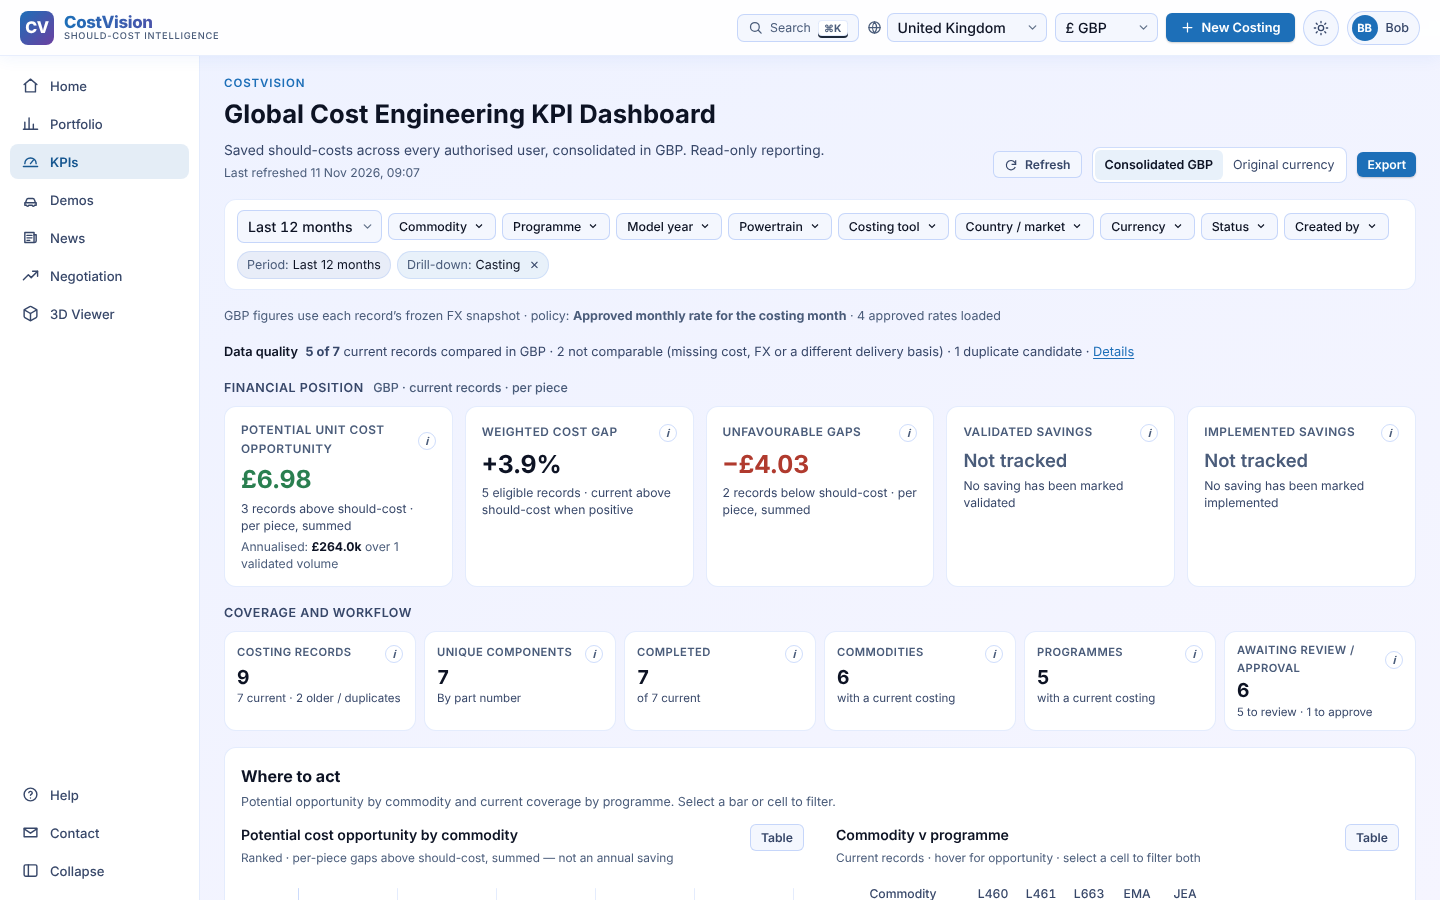 CV
CostVision
SHOULD-COST INTELLIGENCE
Search ⌘K
United Kingdom
£ GBP
+ New Costing
BB Bob
Home
Portfolio
KPIs
Demos
News
Negotiation
3D Viewer
Help
Contact
Collapse
COSTVISION
Global Cost Engineering KPI Dashboard
Saved should-costs across every authorised user, consolidated in GBP. Read-only reporting.
Last refreshed 11 Nov 2026, 09:07
Refresh
Consolidated GBP Original currency
Export
Last 12 months Commodity Programme Model year Powertrain Costing tool Country / market Currency Status Created by
Period: Last 12 months Drill-down: Casting ×
GBP figures use each record's frozen FX snapshot · policy: Approved monthly rate for the costing month · 4 approved rates loaded
Data quality 5 of 7 current records compared in GBP · 2 not comparable (missing cost, FX or a different delivery basis) · 1 duplicate candidate · Details
FINANCIAL POSITION GBP · current records · per piece
POTENTIAL UNIT COST
OPPORTUNITY
i
£6.98
3 records above should-cost ·
per piece, summed
Annualised: £264.0k over 1
validated volume
WEIGHTED COST GAP i
+3.9%
5 eligible records · current above
should-cost when positive
UNFAVOURABLE GAPS i
−£4.03
2 records below should-cost · per
piece, summed
VALIDATED SAVINGS i
Not tracked
No saving has been marked
validated
IMPLEMENTED SAVINGS i
Not tracked
No saving has been marked
implemented
COVERAGE AND WORKFLOW
COSTING RECORDS i
9
7 current · 2 older / duplicates
UNIQUE COMPONENTS i
7
By part number
COMPLETED i
7
of 7 current
COMMODITIES i
6
with a current costing
PROGRAMMES i
5
with a current costing
AWAITING REVIEW /
APPROVAL
i
6
5 to review · 1 to approve
Where to act
Potential opportunity by commodity and current coverage by programme. Select a bar or cell to filter.
Potential cost opportunity by commodity
Table
Ranked · per-piece gaps above should-cost, summed — not an annual saving
Commodity v programme
Table
Current records · hover for opportunity · select a cell to filter both
Commodity L460 L461 L663 EMA JEA